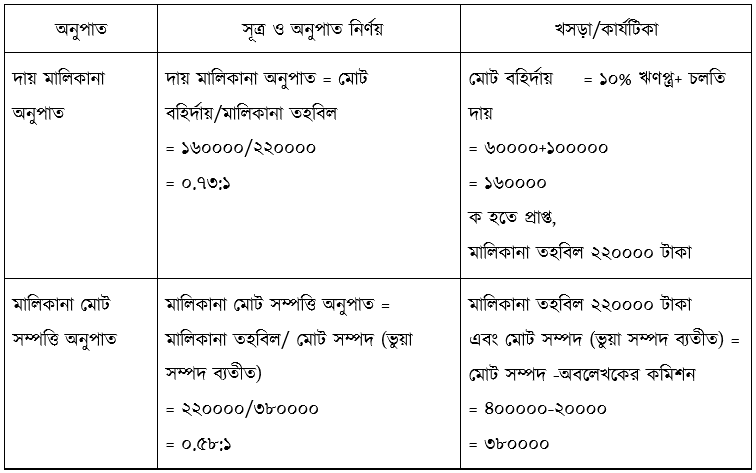 অনুপাত
সূত্র ও অনুপাত নির্ণয়
খসড়া/কার্যটিকা
দায় মালিকানা
অনুপাত
দায় মালিকানা অনুপাত = মোট
বহির্দায়/মালিকানা তহবিল
= ১৬০০০০/২২০০০০
= ০.৭৩:১
মোট বহির্দায় = ১০% ঋণপত্র+ চলতি
দায়
= ৬০০০০+১০০০০০
= ১৬০০০০
ক হতে প্রাপ্ত,
মালিকানা তহবিল ২২০০০০ টাকা
মালিকানা মোট
সম্পত্তি অনুপাত
মালিকানা মোট সম্পত্তি অনুপাত =
মালিকানা তহবিল/ মোট সম্পদ (ভুয়া
সম্পদ ব্যতীত)
= ২২০০০০/৩৮০০০০
= ০.৫৮:১
মালিকানা তহবিল ২২০০০০ টাকা
এবং মোট সম্পদ (ভুয়া সম্পদ ব্যতীত) =
মোট সম্পদ -অবলেখকের কমিশন
= ৪০০০০০-২০০০০
= ৩৮০০০০